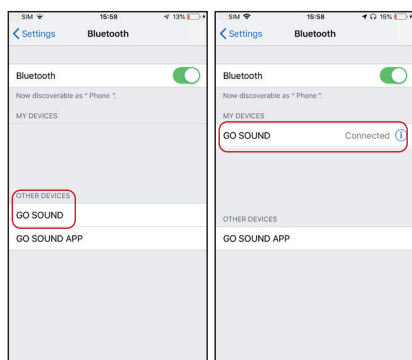 SIM 15:58 13%
Settings Bluetooth
Bluetooth
Now discoverable as " Phone ".
MY DEVICES
OTHER DEVICES
GO SOUND
GO SOUND APP
SIM 15:58 15%
Settings Bluetooth
Bluetooth
Now discoverable as " Phone ".
MY DEVICES
GO SOUND Connected
OTHER DEVICES
GO SOUND APP